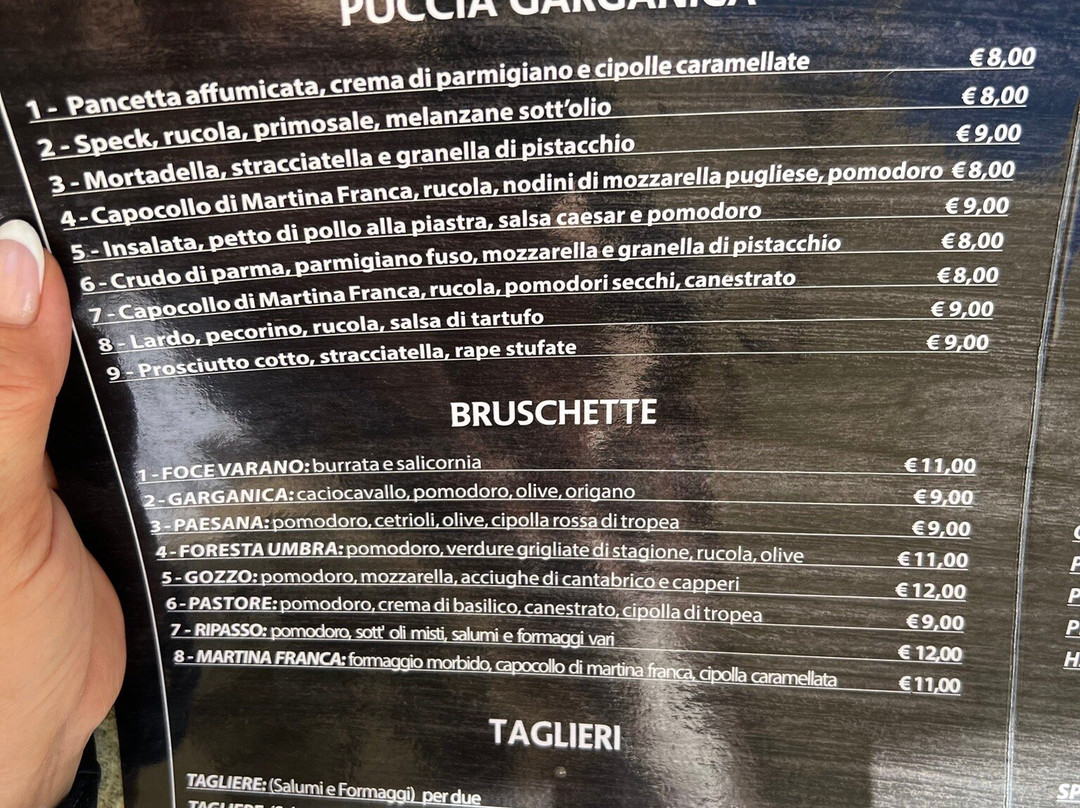 PUCCIA GARGANICA
1 - Pancetta affumicata, crema di parmigiano e cipolle caramellate € 8,00
2 - Speck, rucola, primosale, melanzane sott'olio € 8,00
3 - Mortadella, stracciatella e granella di pistacchio € 9,00
4 - Capocollo di Martina Franca, rucola, nodini di mozzarella pugliese, pomodoro € 8,00
5 - Insalata, petto di pollo alla piastra, salsa caesar e pomodoro € 9,00
6 - Crudo di parma, parmigiano fuso, mozzarella e granella di pistacchio € 8,00
7 - Capocollo di Martina Franca, rucola, pomodori secchi, canestrato € 8,00
8 - Lardo, pecorino, rucola, salsa di tartufo € 9,00
9 - Prosciutto cotto, stracciatella, rape stufate € 9,00
BRUSCHETTE
1 - FOCE VARANO: burrata e salicornia € 11,00
2 - GARGANICA: caciocavallo, pomodoro, olive, origano € 9,00
3 - PAESANA: pomodoro, cetrioli, olive, cipolla rossa di tropea € 9,00
4 - FORESTA UMBRA: pomodoro, verdure grigliate di stagione, rucola, olive € 11,00
5 - GOZZO: pomodoro, mozzarella, acciughe di cantabrico e capperi € 12,00
6 - PASTORE: pomodoro, crema di basilico, canestrato, cipolla di tropea € 9,00
7 - RIPASSO: pomodoro, sott' oli misti, salumi e formaggi vari € 12,00
8 - MARTINA FRANCA: formaggio morbido, capocollo di martina franca, cipolla caramellata € 11,00
TAGLIERI
TAGLIERE: (Salumi e Formaggi) per due
TAGLIERE